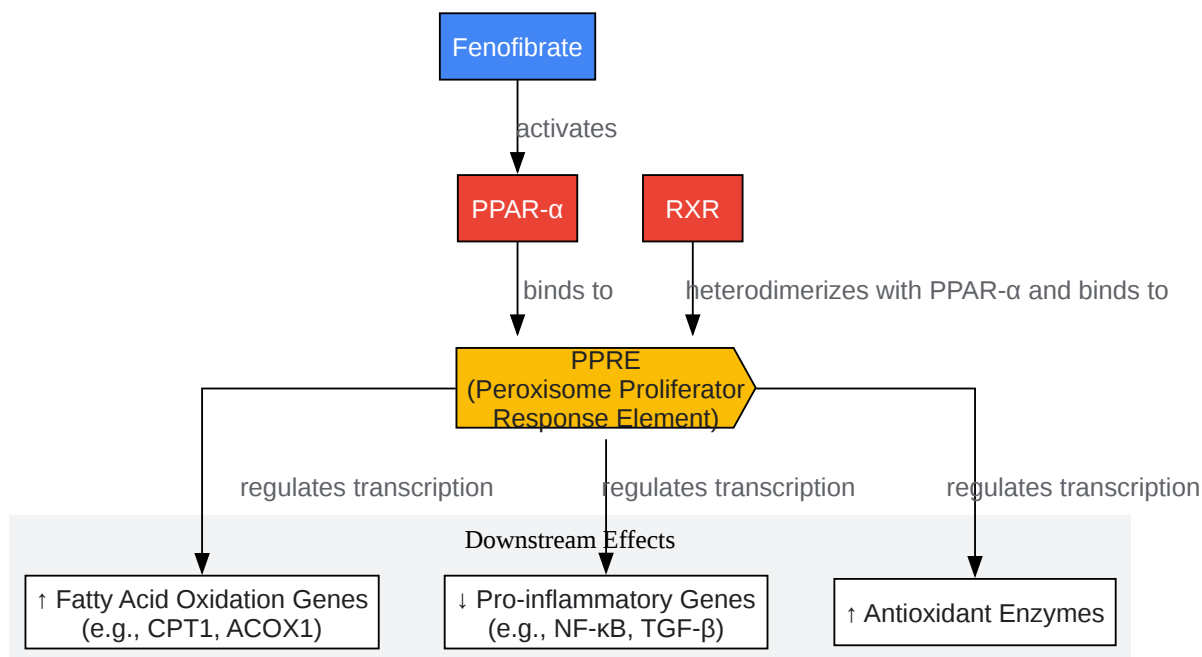 Fenofibrate
activates
PPAR-α
RXR
binds to
heterodimerizes with PPAR-α and binds to
PPRE
(Peroxisome Proliferator
Response Element)
regulates transcription
regulates transcription
regulates transcription
Downstream Effects
↑ Fatty Acid Oxidation Genes
(e.g., CPT1, ACOX1)
↓ Pro-inflammatory Genes
(e.g., NF-κB, TGF-β)
↑ Antioxidant Enzymes